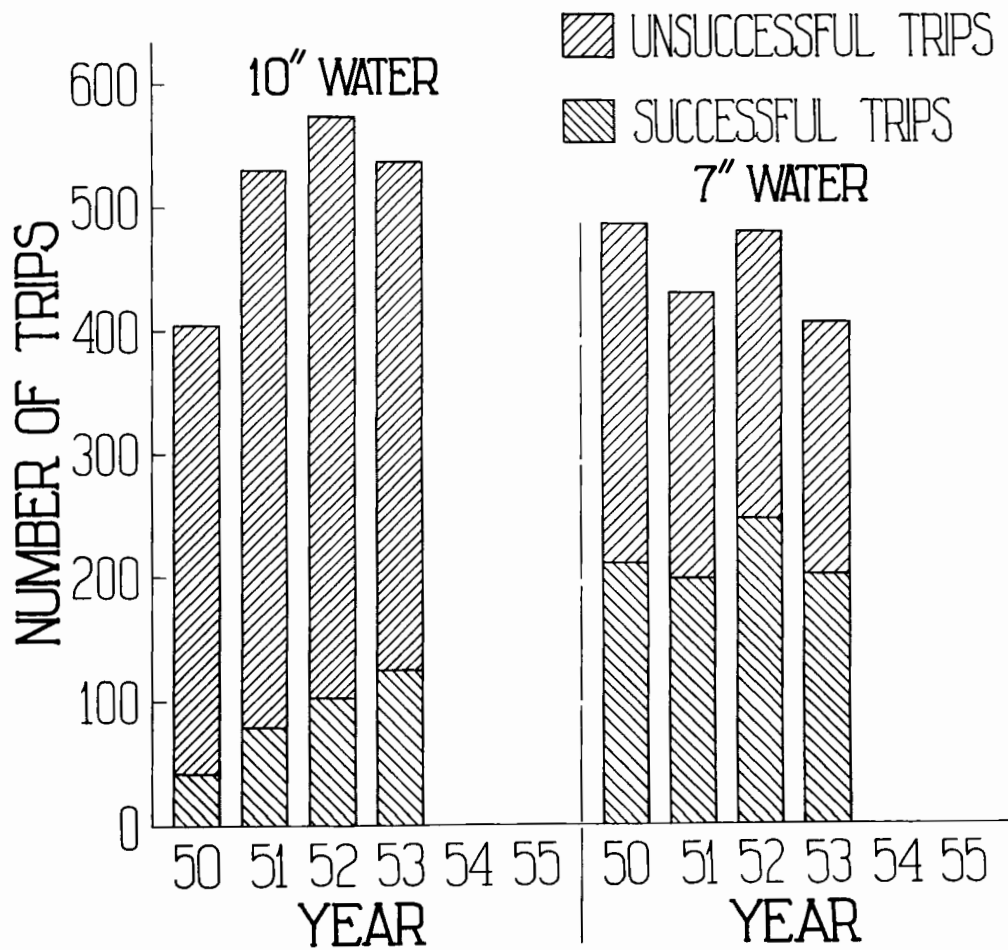 UNSUCCESSFUL TRIPS
SUCCESSFUL TRIPS
10" WATER
7" WATER
NUMBER OF TRIPS
600
500
400
300
200
100
0
50 51 52 53 54 55
50 51 52 53 54 55
YEAR
YEAR